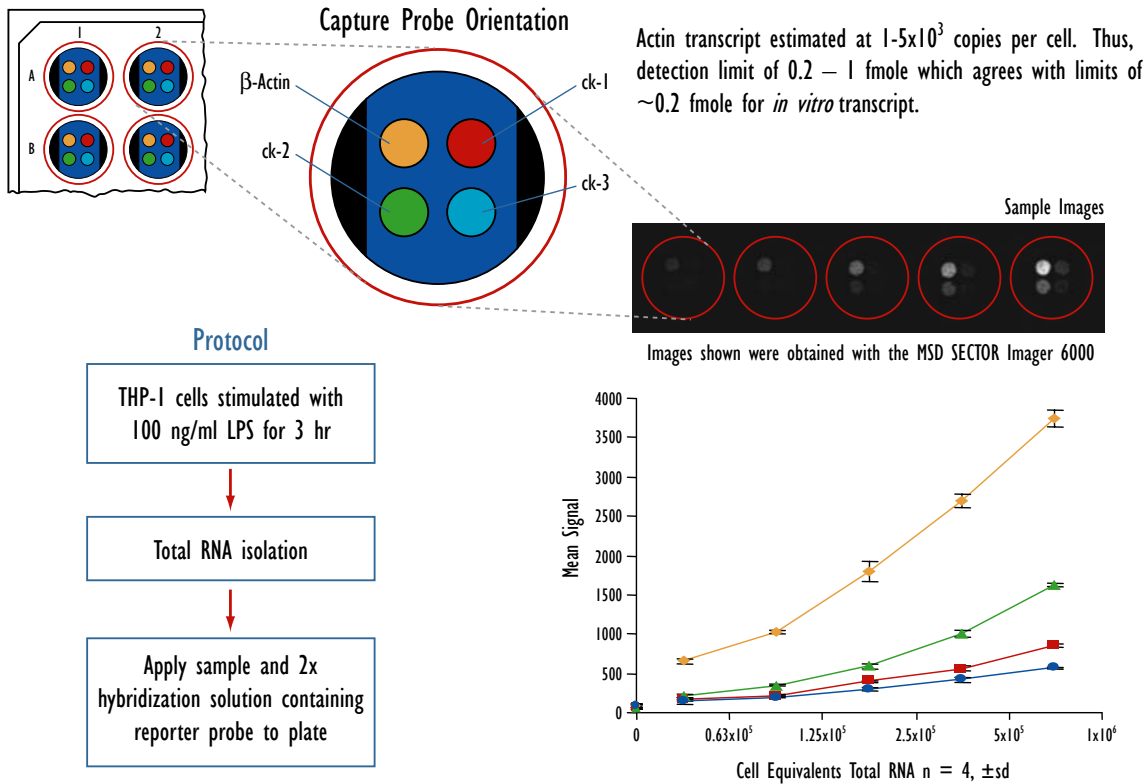 Capture Probe Orientation
1 2
A
B
β-Actin
ck-1
ck-2
ck-3
Actin transcript estimated at 1-5x10³ copies per cell. Thus,
detection limit of 0.2 – 1 fmole which agrees with limits of
~0.2 fmole for in vitro transcript.
Sample Images
Images shown were obtained with the MSD SECTOR Imager 6000
Protocol
THP-1 cells stimulated with
100 ng/ml LPS for 3 hr
Total RNA isolation
Apply sample and 2x
hybridization solution containing
reporter probe to plate
Mean Signal
4000
3500
3000
2500
2000
1500
1000
500
0
0 0.63x10⁵ 1.25x10⁵ 2.5x10⁵ 5x10⁵ 1x10⁶
Cell Equivalents Total RNA n = 4, ±sd